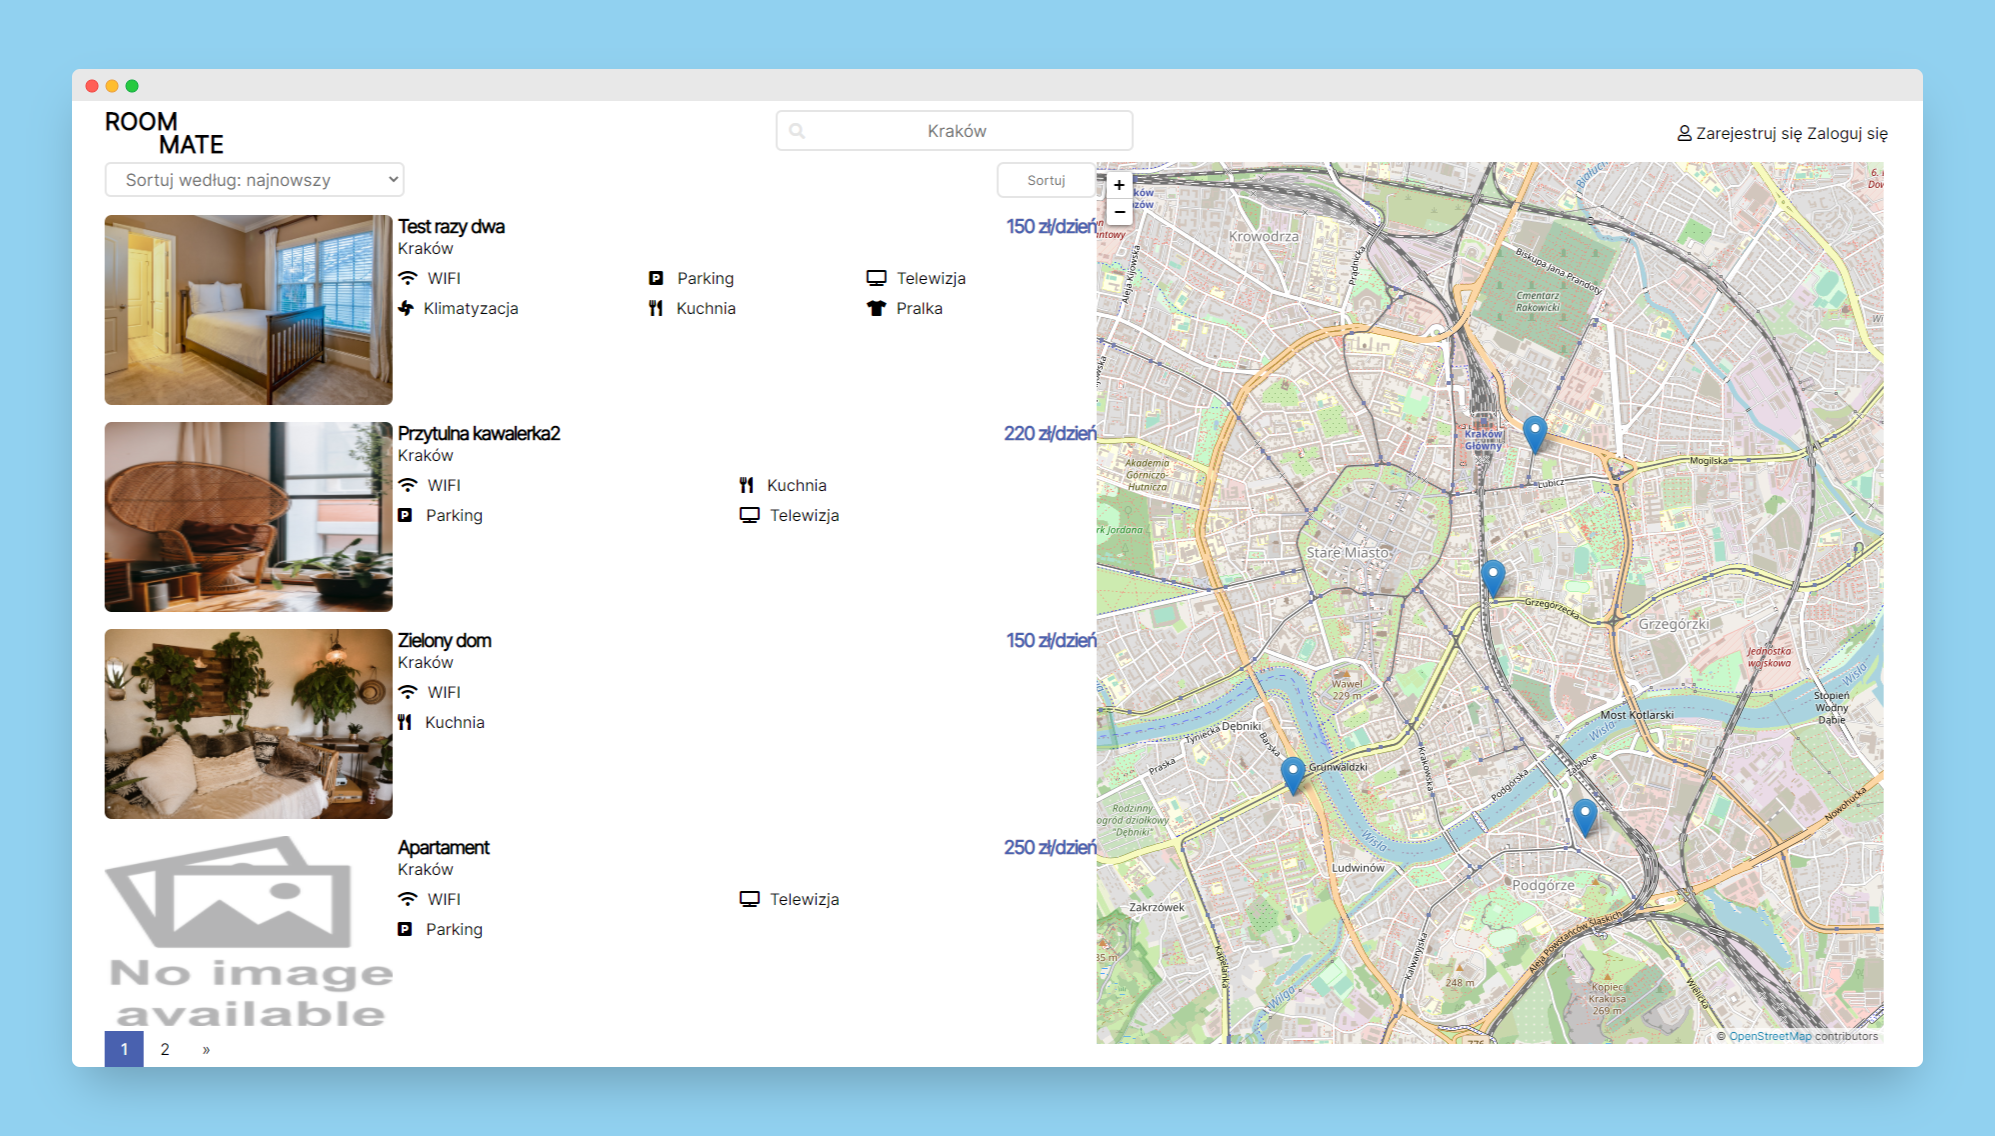 ROOM
MATE
Kraków
Zarejestruj się Zaloguj się
Sortuj według: najnowszy
Sortuj
Test razy dwa
150 zł/dzień
Kraków
WIFI
Parking
Telewizja
Klimatyzacja
Kuchnia
Pralka
Przytulna kawalerka2
220 zł/dzień
Kraków
WIFI
Kuchnia
Parking
Telewizja
Zielony dom
150 zł/dzień
Kraków
WIFI
Kuchnia
Apartament
250 zł/dzień
Kraków
WIFI
Telewizja
Parking
No image
available
1
2
»
+
−
Krowodrza
Aleja Kijowska
Prądnicka
Biskupa Jana Prandoty
Cmentarz
Rakowicki
Kraków
Główny
Lubicz
Mogilska
Akademia
Górniczo-
Hutnicza
Stare Miasto
Grzegórzecka
Grzegórzki
Jednostka
wojskowa
Wisła
Stopień
Wodny
Dąbie
Wawel
229 m
Most Kotlarski
Wisła
Dębniki
Tyniecka
Barska
Praska
Grunwaldzki
Krakowska
Podgórska
Zabłocie
Nowohucka
Rodzinny
ogród działkowy
"Dębniki"
Wisła
Ludwinów
Podgórze
Zakrzówek
Aleja Powstańców Śląskich
Kalwaryjska
Kapelanka
Wilga
248 m
Kopiec
Krakusa
269 m
Wielicka
776
© OpenStreetMap contributors